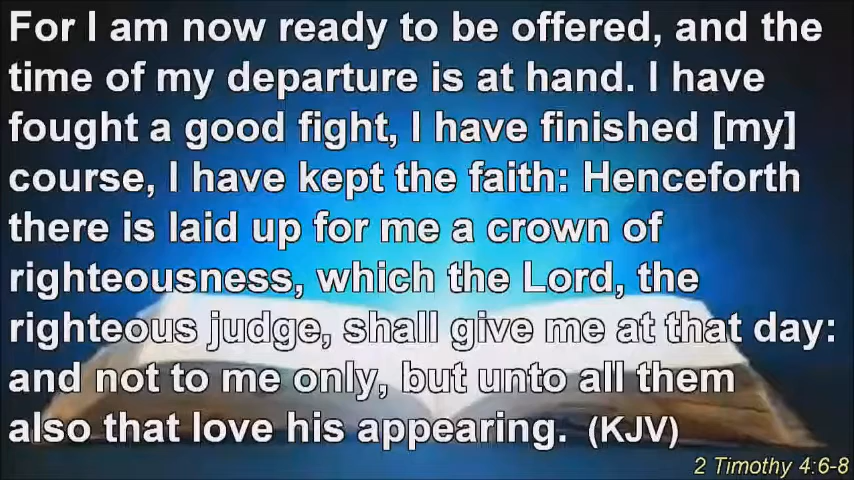 For I am now ready to be offered, and the
time of my departure is at hand. I have
fought a good fight, I have finished [my]
course, I have kept the faith: Henceforth
there is laid up for me a crown of
righteousness, which the Lord, the
righteous judge, shall give me at that day:
and not to me only, but unto all them
also that love his appearing. (KJV)
2 Timothy 4:6-8